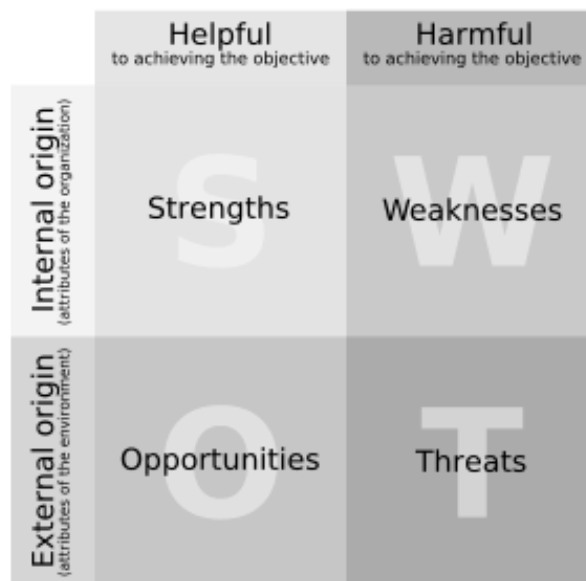 Helpful
to achieving the objective
Harmful
to achieving the objective
Internal origin
(attributes of the organization)
S
Strengths
W
Weaknesses
External origin
(attributes of the environment)
O
Opportunities
T
Threats